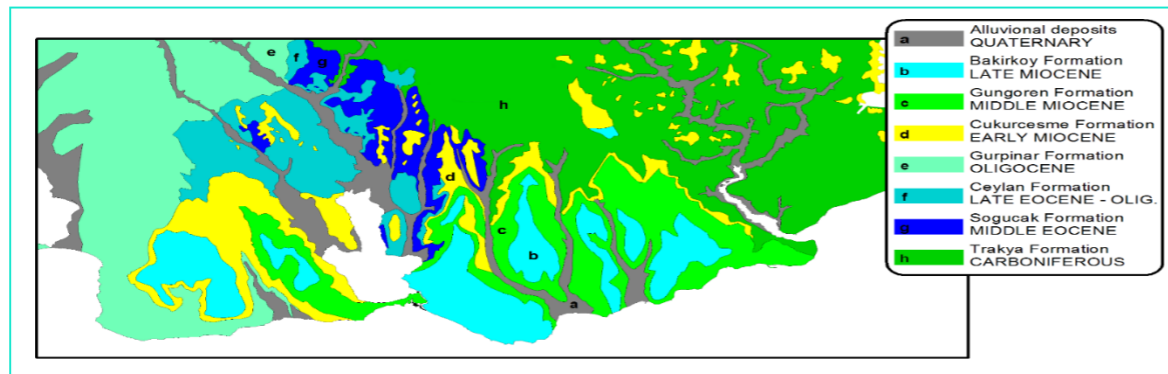 e
f
g
h
d
c
b
a
a Alluvional deposits
QUATERNARY
b Bakirkoy Formation
LATE MIOCENE
c Gungoren Formation
MIDDLE MIOCENE
d Cukurcesme Formation
EARLY MIOCENE
e Gurpinar Formation
OLIGOCENE
f Ceylan Formation
LATE EOCENE - OLIG.
g Sogucak Formation
MIDDLE EOCENE
h Trakya Formation
CARBONIFEROUS